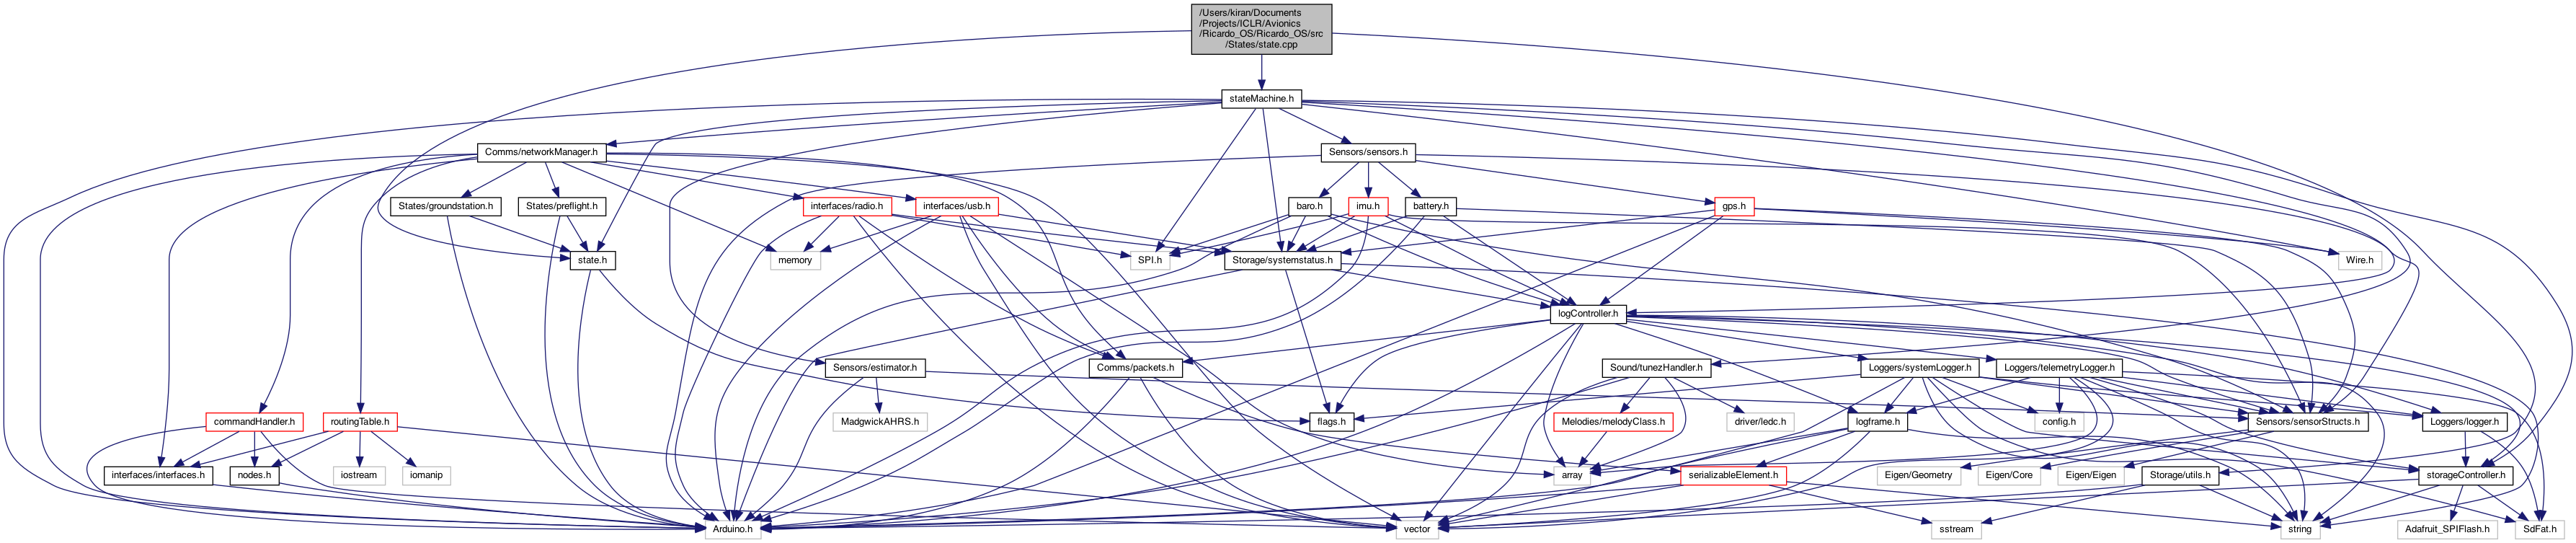 /Users/kiran/Documents
/Projects/ICLR/Avionics
/Ricardo_OS/Ricardo_OS/src
/States/state.cpp
stateMachine.h
Comms/networkManager.h
Sensors/sensors.h
States/groundstation.h
States/preflight.h
interfaces/radio.h
interfaces/usb.h
baro.h
imu.h
battery.h
gps.h
state.h
memory
SPI.h
Storage/systemstatus.h
Wire.h
logController.h
Sensors/estimator.h
Comms/packets.h
Sound/tunezHandler.h
Loggers/systemLogger.h
Loggers/telemetryLogger.h
commandHandler.h
routingTable.h
MadgwickAHRS.h
flags.h
Melodies/melodyClass.h
driver/ledc.h
logframe.h
config.h
Sensors/sensorStructs.h
Loggers/logger.h
interfaces/interfaces.h
nodes.h
iostream
iomanip
array
serializableElement.h
Eigen/Geometry
Eigen/Core
Eigen/Eigen
Storage/utils.h
storageController.h
Arduino.h
vector
sstream
string
Adafruit_SPIFlash.h
SdFat.h